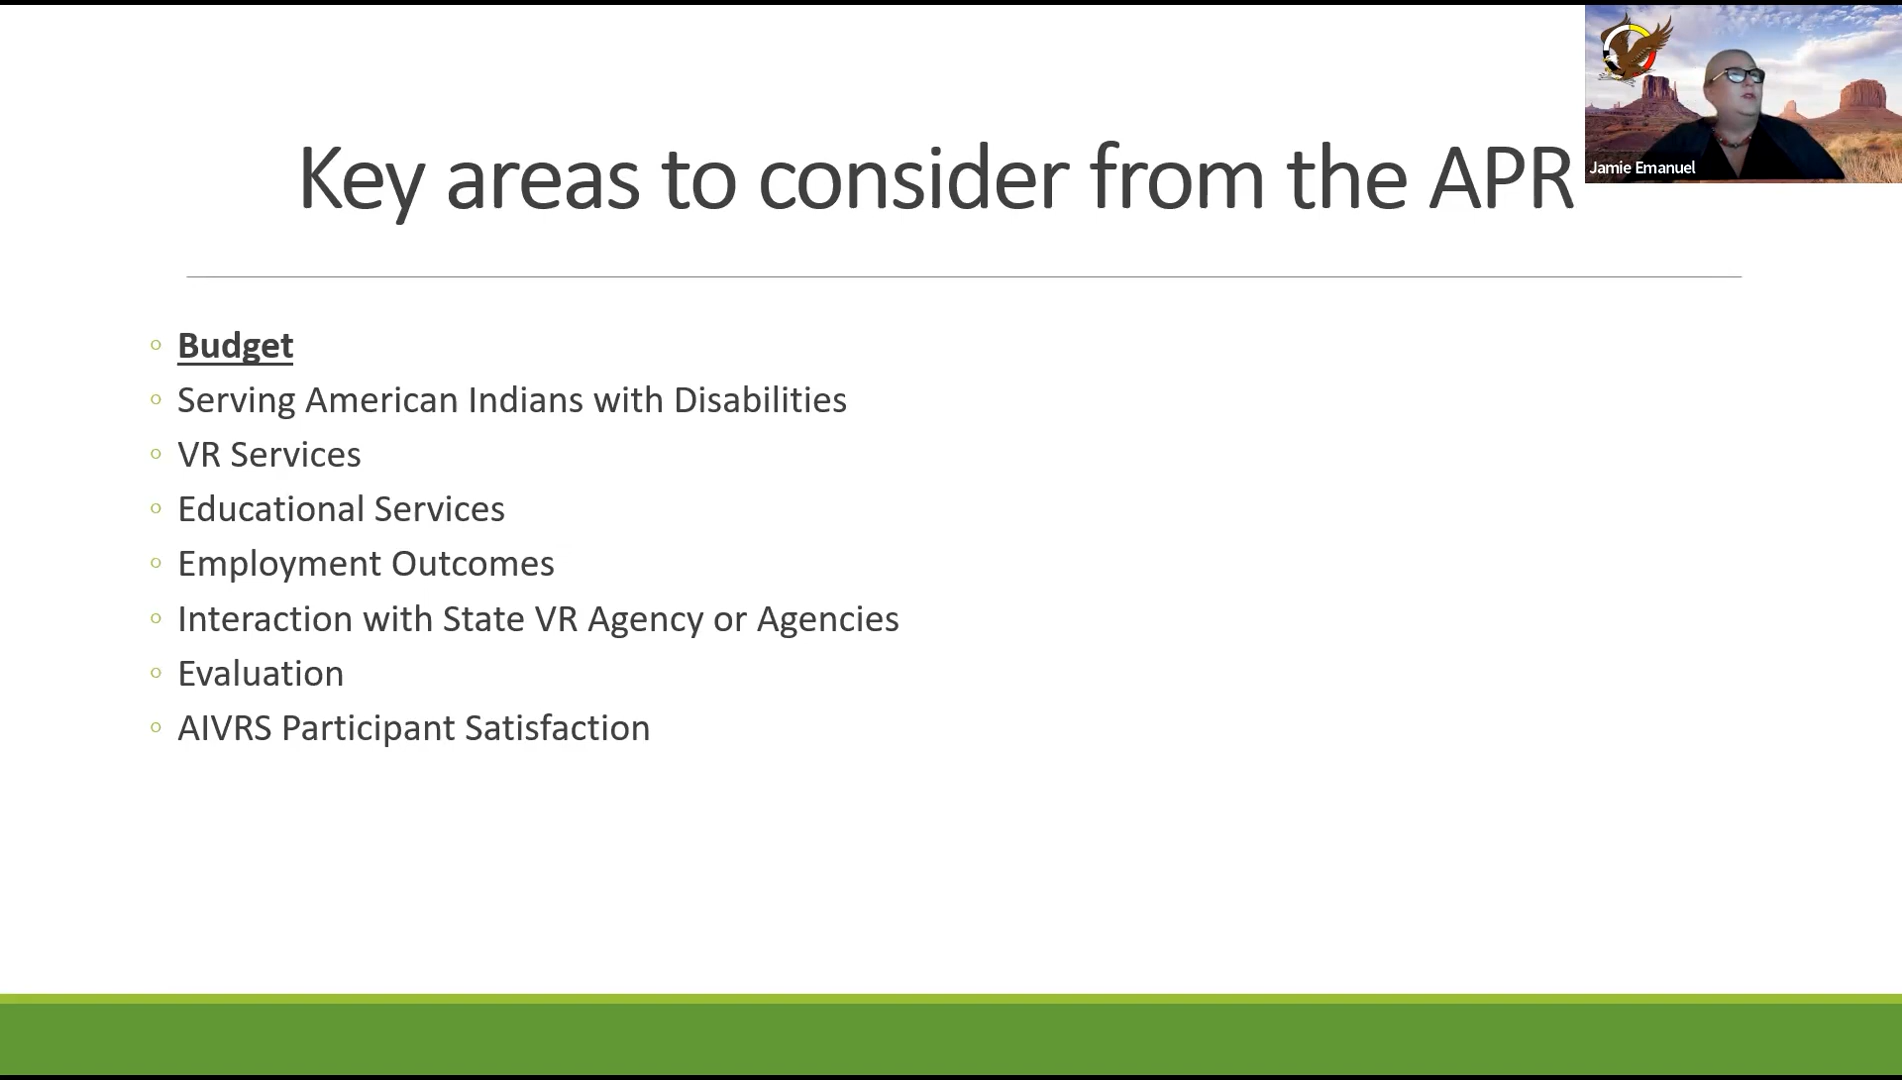 Key areas to consider from the APR
Jamie Emanuel
Budget
Serving American Indians with Disabilities
VR Services
Educational Services
Employment Outcomes
Interaction with State VR Agency or Agencies
Evaluation
AIVRS Participant Satisfaction